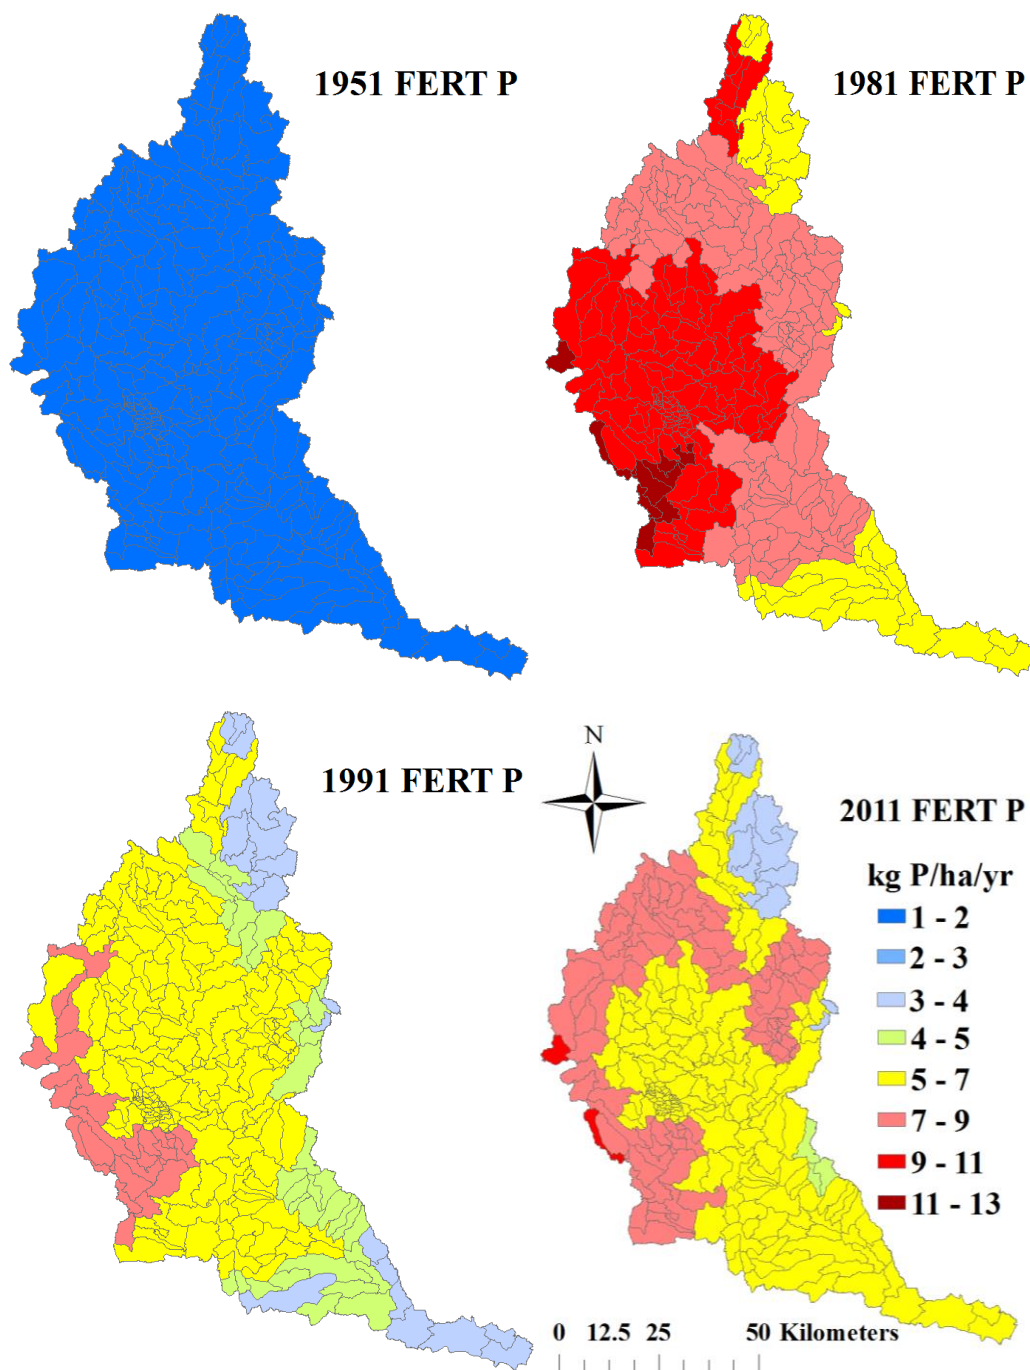 1951 FERT P
1981 FERT P
1991 FERT P
N
2011 FERT P
kg P/ha/yr
1 - 2
2 - 3
3 - 4
4 - 5
5 - 7
7 - 9
9 - 11
11 - 13
0 12.5 25 50 Kilometers